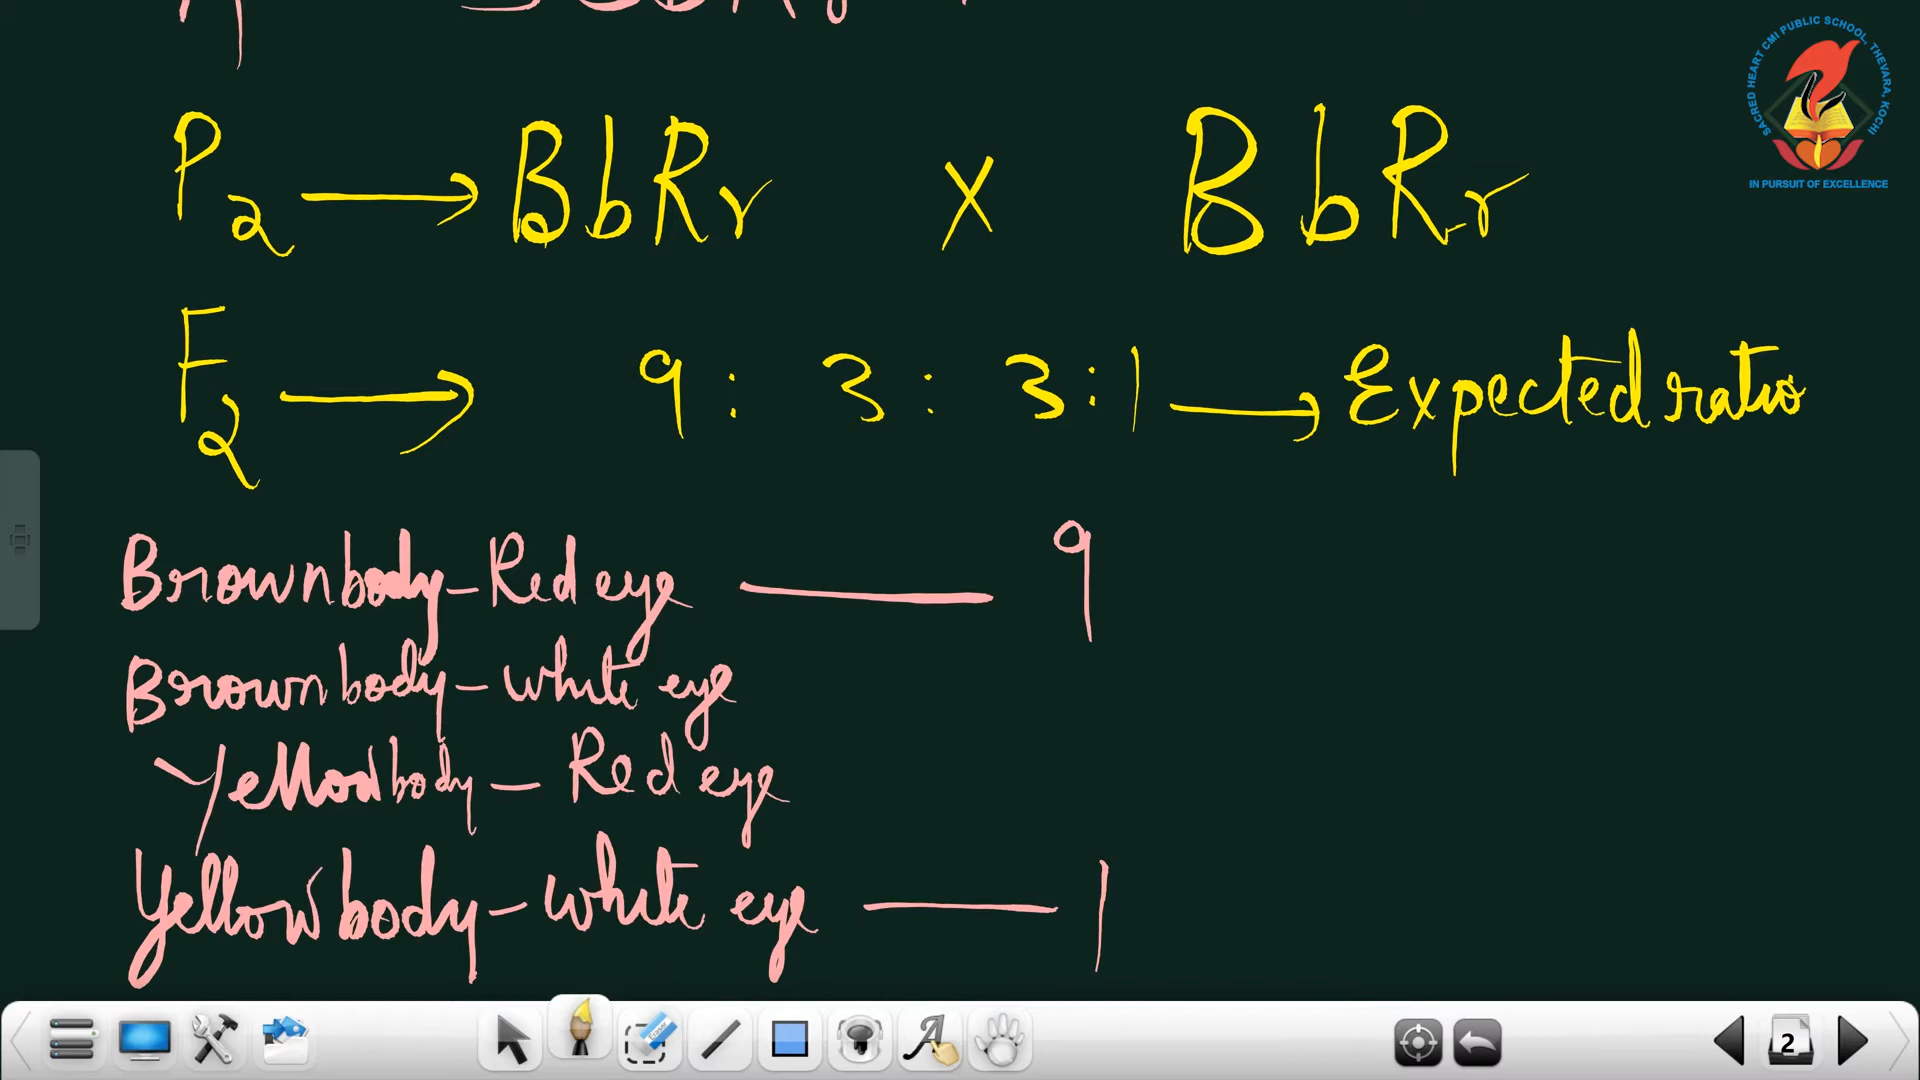 SACRED HEART CMI PUBLIC SCHOOL, THEVARA, KOCHI
IN PURSUIT OF EXCELLENCE
P2 → BbRr x BbRr
F2 → 9 : 3 : 3 : 1 → Expected ratio
Brown body - Red eye — 9
Brown body - white eye
Yellow body - Red eye
Yellow body - white eye — 1
2